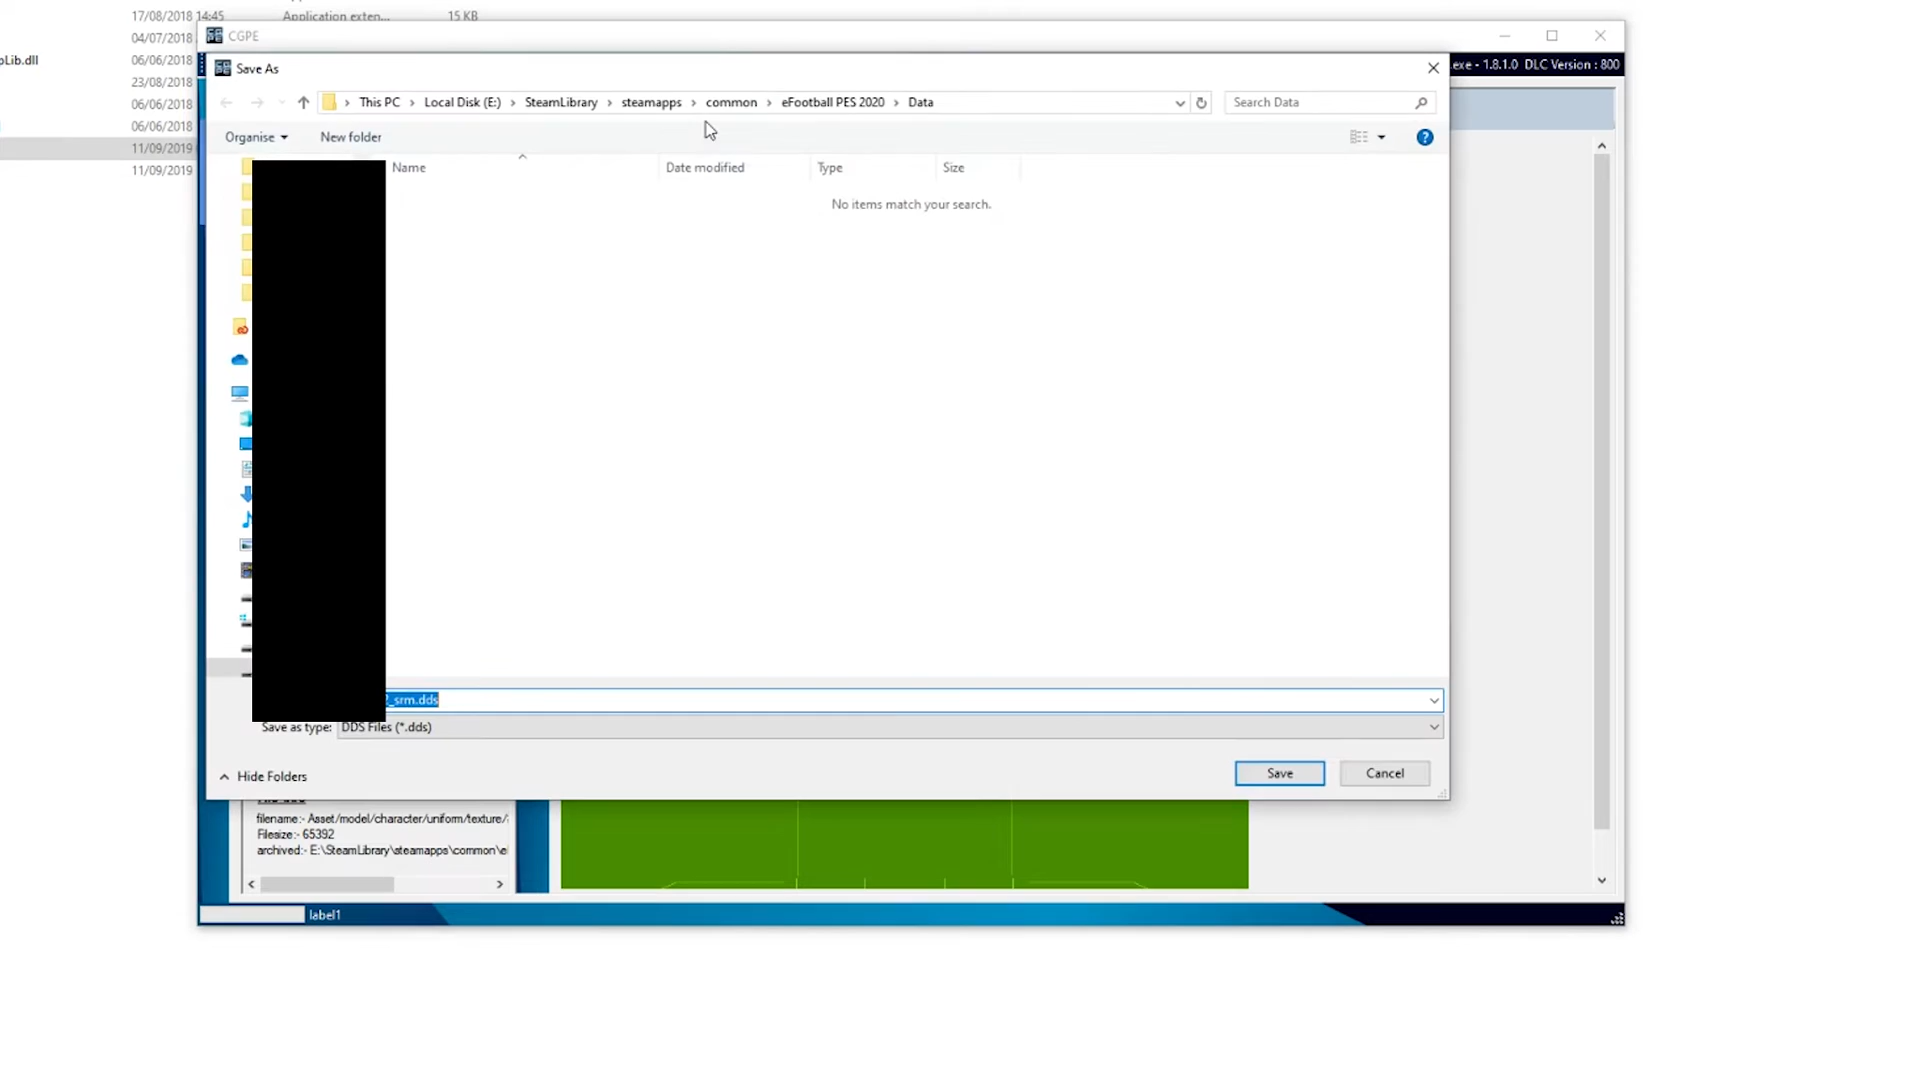 17/08/2018 14:45 Application exten... 15 KB
04/07/2018
CGPE
06/06/2018
23/08/2018
06/06/2018
06/06/2018
11/09/2019
11/09/2019
.exe - 1.8.1.0 DLC Version : 800
Save As
This PC > Local Disk (E:) > SteamLibrary > steamapps > common > eFootball PES 2020 > Data
Search Data
Organise
New folder
Name
Date modified
Type
Size
No items match your search.
_srm.dds
Save as type: DDS Files (*.dds)
Hide Folders
Save
Cancel
filename:- Asset/model/character/uniform/texture/
Filesize:- 65392
archived:- E:\SteamLibrary\steamapps\common\e
label1